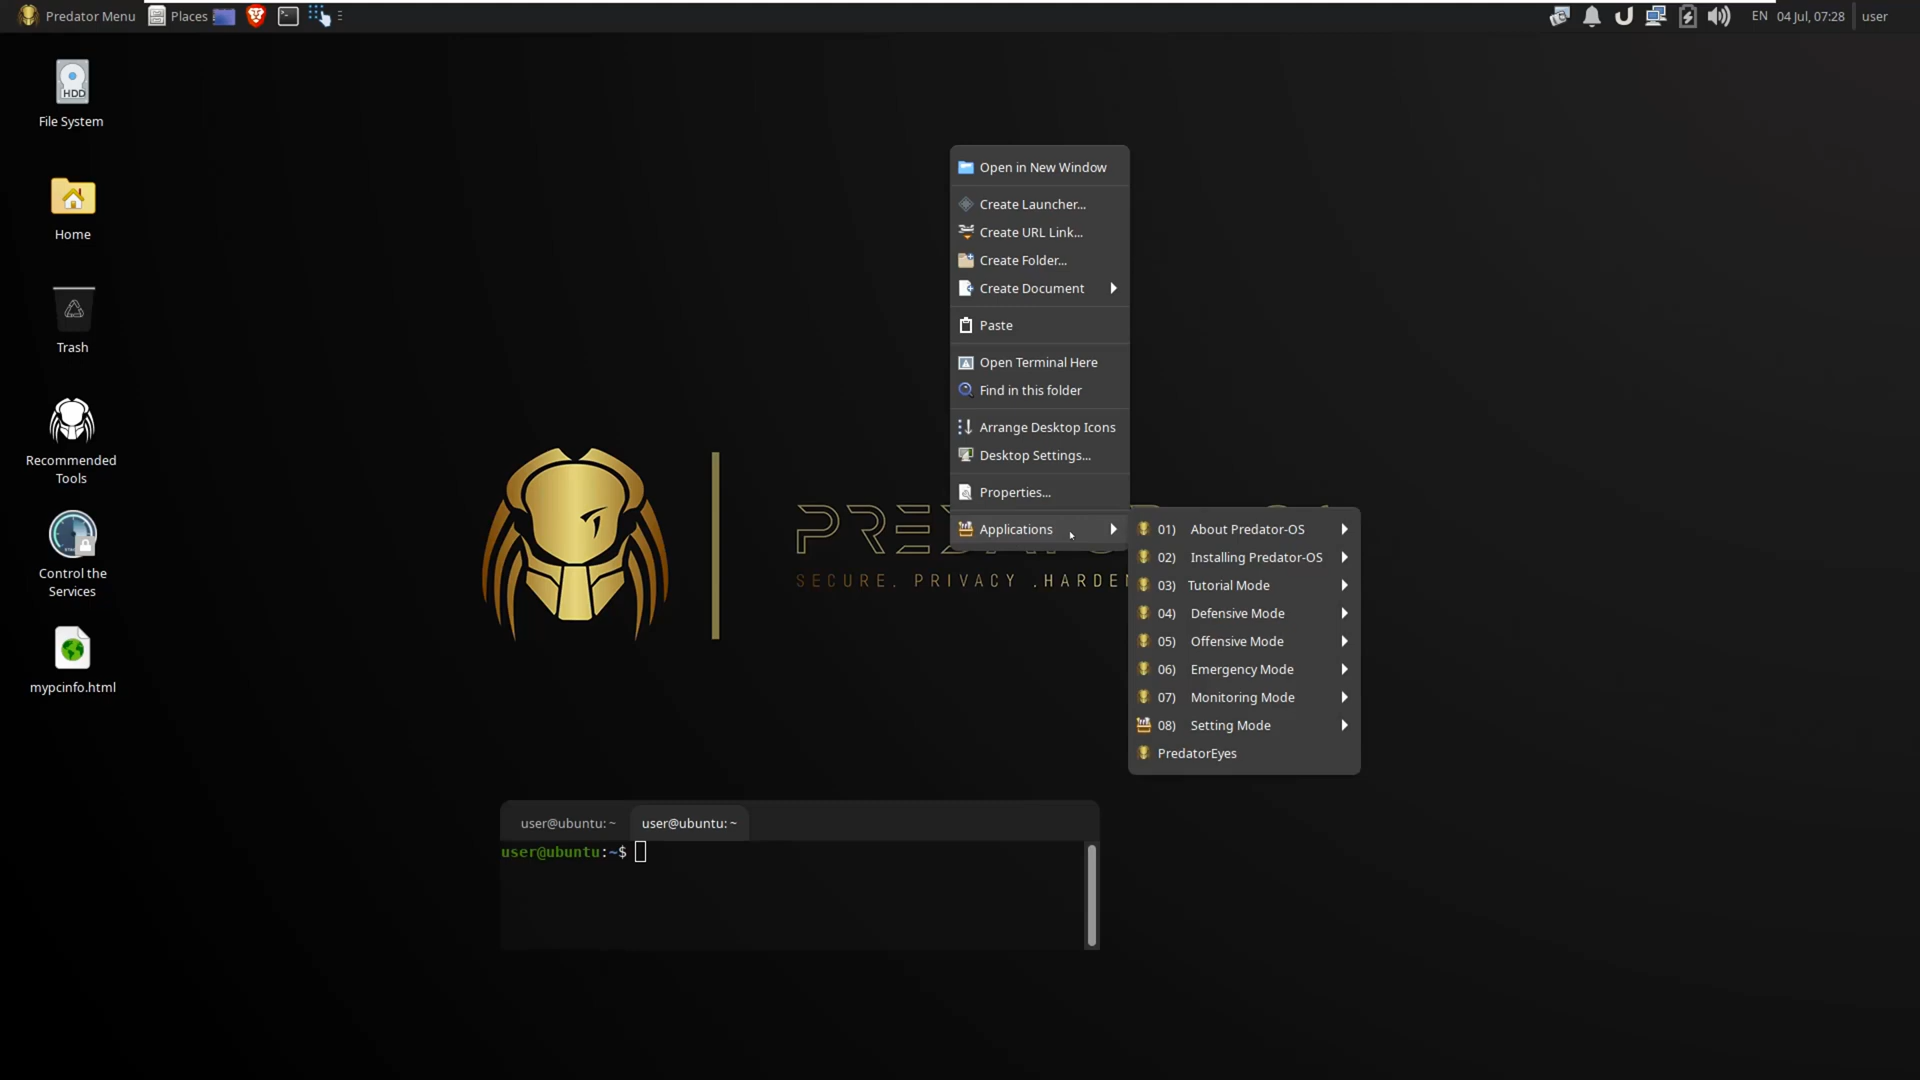 Predator Menu
Places
EN
04 Jul, 07:28
user
HDD
File System
Home
Trash
Recommended
Tools
Control the
Services
mypcinfo.html
Open in New Window
Create Launcher...
Create URL Link...
Create Folder...
Create Document
Paste
Open Terminal Here
Find in this folder
Arrange Desktop Icons
Desktop Settings...
Properties...
Applications
01) About Predator-OS
02) Installing Predator-OS
03) Tutorial Mode
04) Defensive Mode
05) Offensive Mode
06) Emergency Mode
07) Monitoring Mode
08) Setting Mode
PredatorEyes
SECURE. PRIVACY .HARDEN
user@ubuntu: ~
user@ubuntu: ~
user@ubuntu:~$